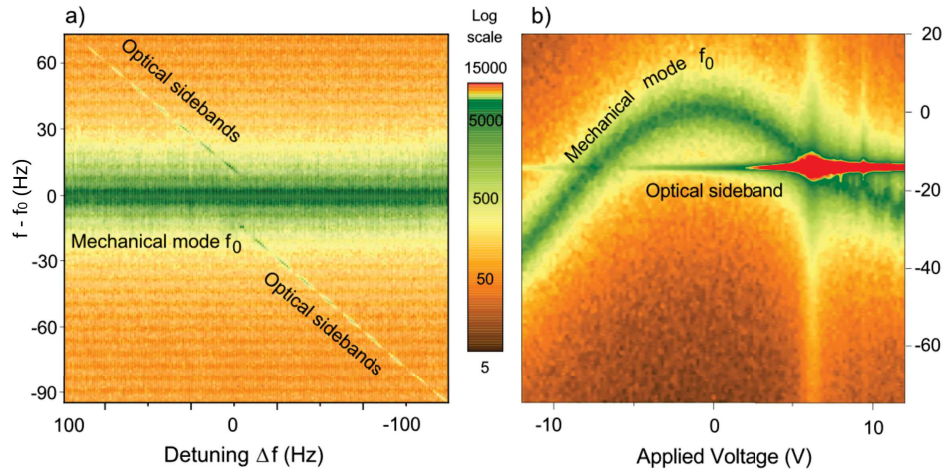 a)
60
30
0
-30
-60
-90
f - f₀ (Hz)
Optical sidebands
Mechanical mode f₀
Optical sidebands
100
0
-100
Detuning Δf (Hz)
Log
scale
15000
5000
500
50
5
b)
Mechanical mode f₀
Optical sideband
20
0
-20
-40
-60
-10
0
10
Applied Voltage (V)